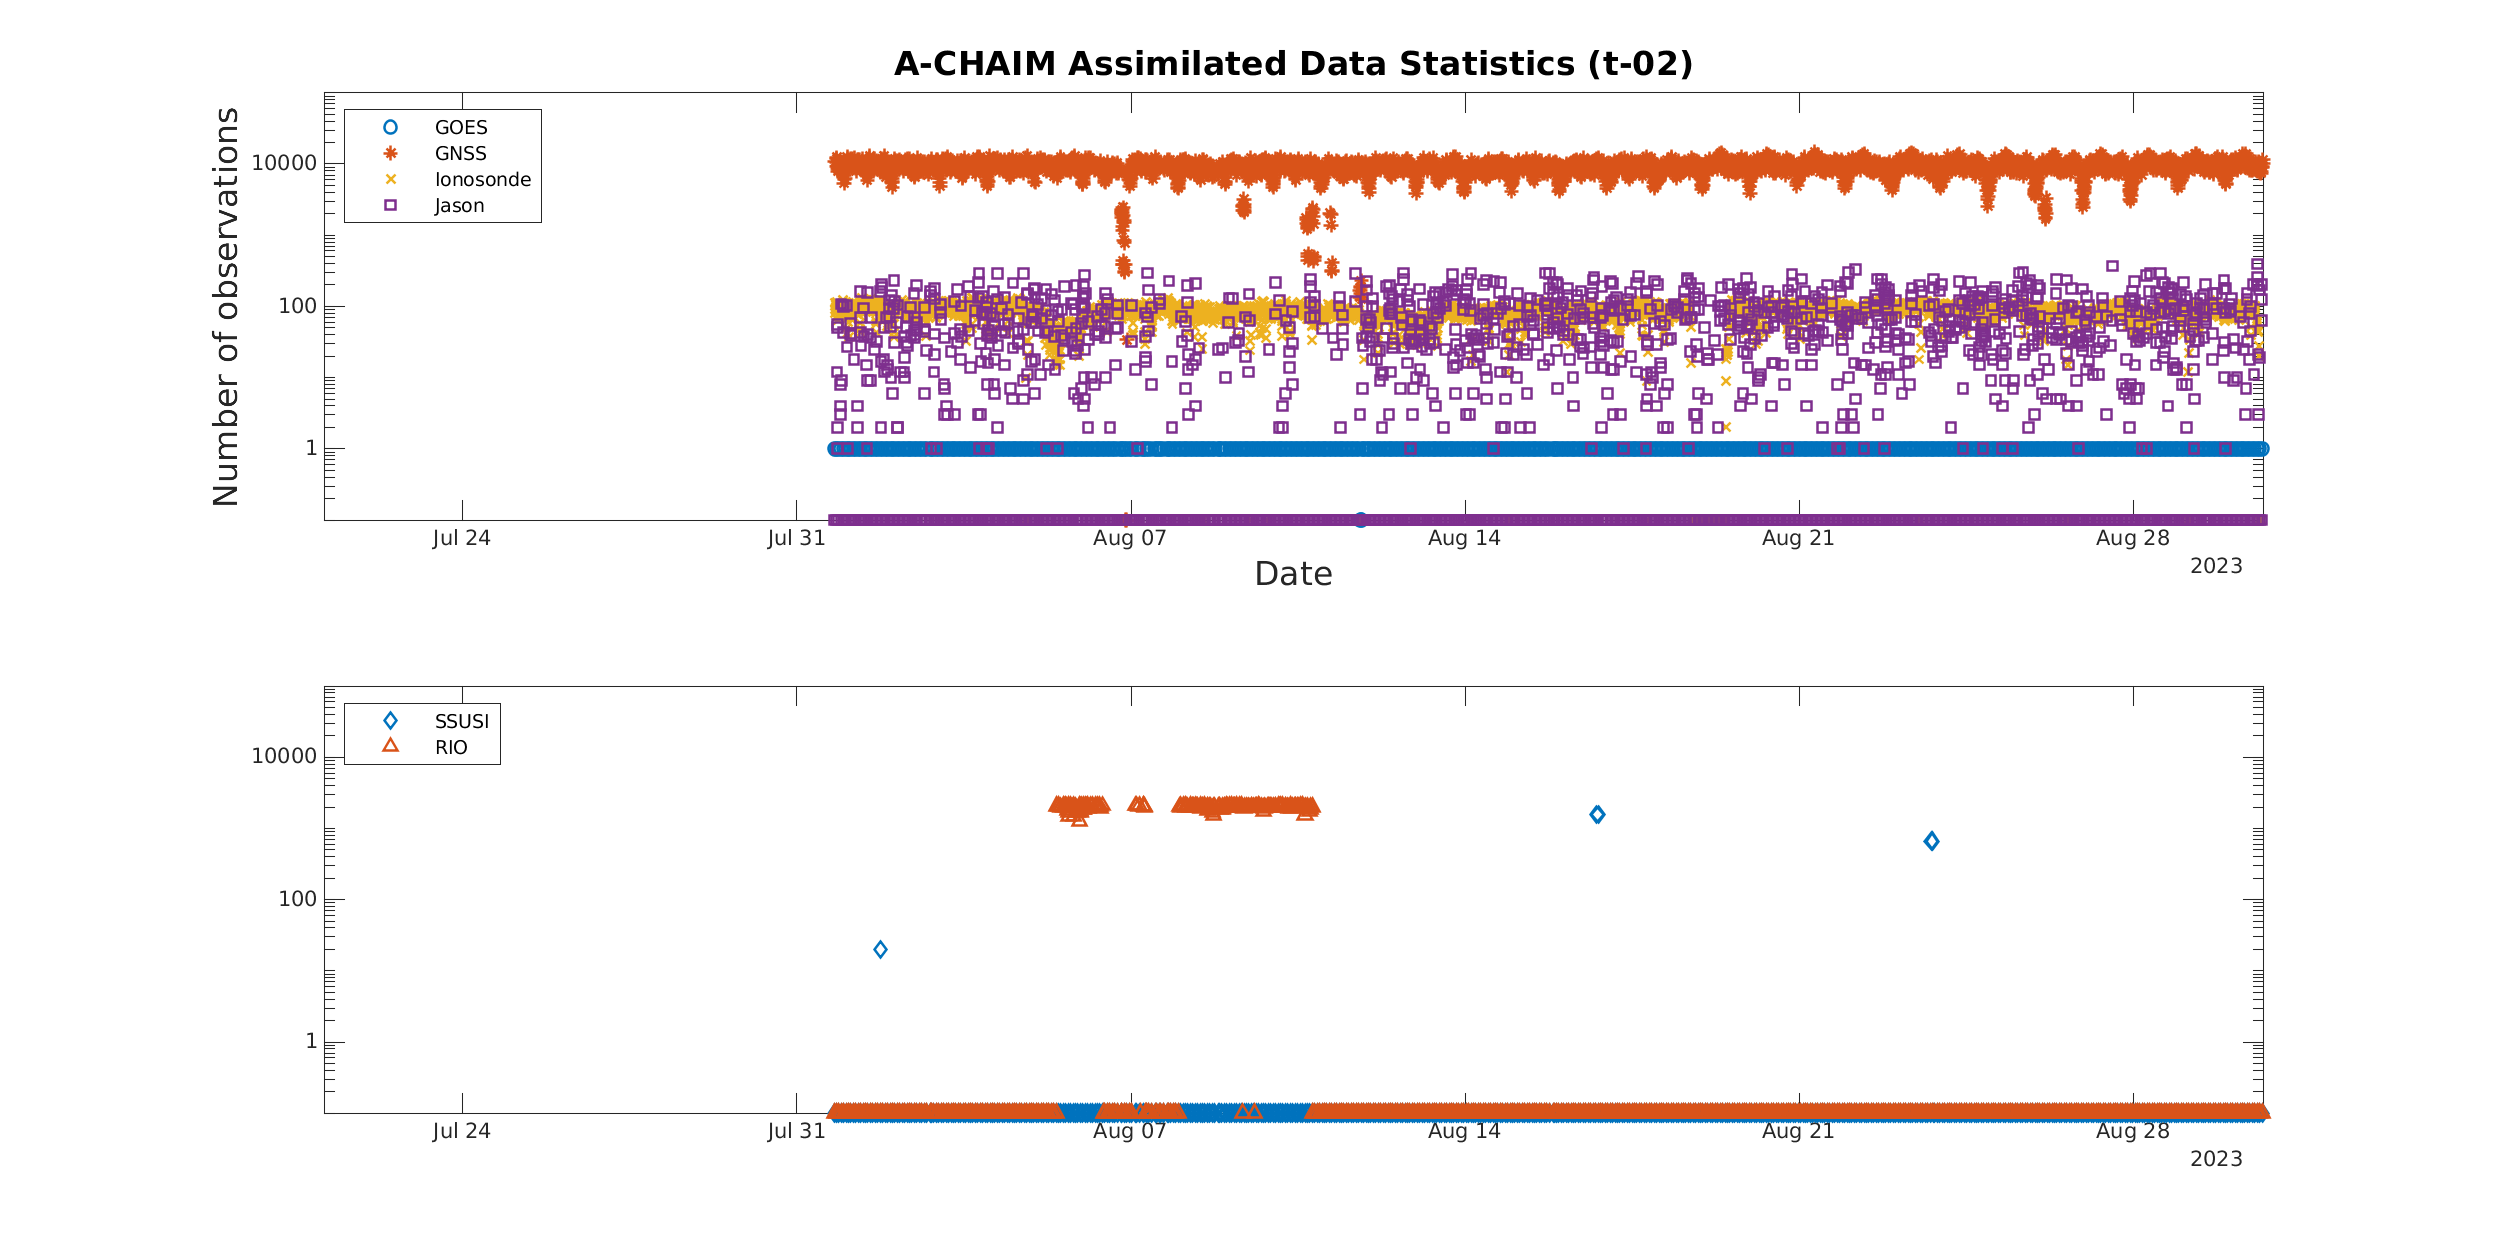 A-CHAIM Assimilated Data Statistics (t-02)
Number of observations
GOES
GNSS
Ionosonde
Jason
10000
100
1
Jul 24
Jul 31
Aug 07
Aug 14
Aug 21
Aug 28
2023
Date
SSUSI
RIO
10000
100
1
Jul 24
Jul 31
Aug 07
Aug 14
Aug 21
Aug 28
2023